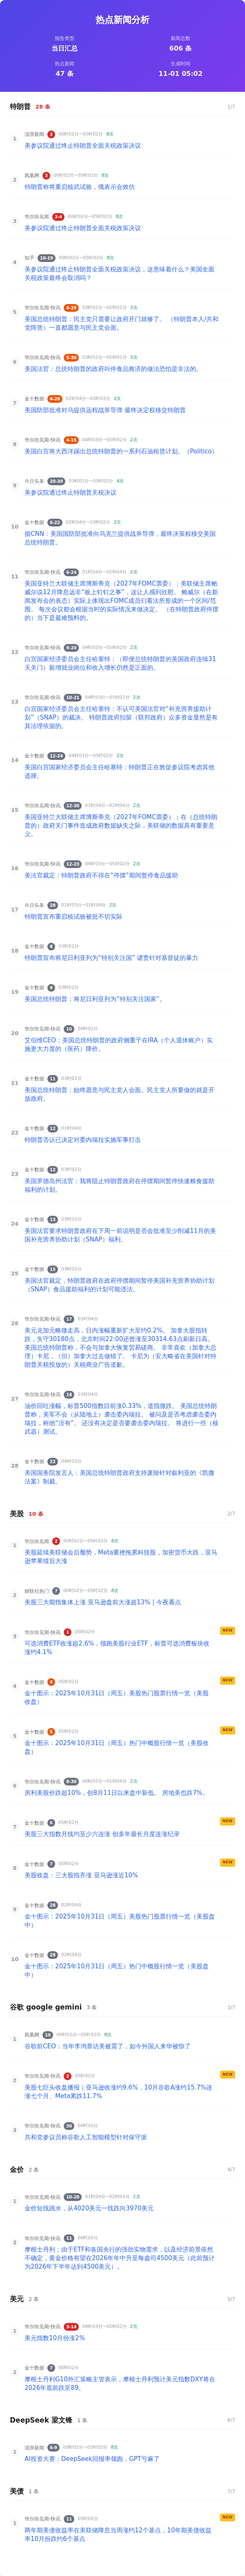 热点新闻分析
报告类型
新闻总数
当日汇总
606 条
热点新闻
生成时间
47 条
11-01 05:02
特朗普 28 条 1/7
1
澎湃新闻 3 00时02分~05时02分 8次
美参议院通过终止特朗普全面关税政策决议
2
凤凰网 3 00时02分~05时02分 8次
特朗普称将重启核武试验，俄表示会效仿
3
华尔街见闻 3-4 00时02分~05时02分 8次
美参议院通过终止特朗普全面关税政策决议
4
知乎 10-19 00时02分~05时02分 8次
美参议院通过终止特朗普全面关税政策决议，这意味着什么？美国全面
关税政策最终会取消吗？
5
华尔街见闻-快讯 4-29
美国总统特朗普：民主党只需要让政府开门就够了。 （特朗普本人/共和
党阵营）一直都愿意与民主党会面。
6
华尔街见闻-快讯 5-30
美国法官：总统特朗普的政府叫停食品救济的做法恐怕是非法的。
7
金十数据 4-20 02时04分~03时02分 2次
美国防部批准对乌提供远程战斧导弹 最终决定权移交特朗普
8
华尔街见闻-快讯 4-15 04时03分~05时02分 2次
美国白宫将大西洋踢出总统特朗普的一系列石油租赁计划。（Politico）
9
今日头条 20-30 03时01分~05时02分 4次
美参议院通过终止特朗普关税决议
10
金十数据 6-22 02时04分~03时02分 2次
据CNN：美国国防部批准向乌克兰提供战斧导弹，最终决策权移交美国
总统特朗普。
11
华尔街见闻-快讯 6-24 01时04分~02时04分 2次
美国亚特兰大联储主席博斯蒂克（2027年FOMC票委）：美联储主席鲍
威尔说12月降息远非“板上钉钉之事”，这让人感到欣慰。 鲍威尔（在
新闻发布会的表态）实际上体现出FOMC成员们看法所形成的一个区间/范
围。 每次会议都会根据当时的实际情况来做决定。 （在特朗普政府停摆
的）当下是最难预料的。
12
华尔街见闻-快讯 9-20 04时03分~05时02分 2次
白宫国家经济委员会主任哈塞特：（即便总统特朗普的美国政府连续31
天关门）新增就业岗位和收入增长仍然是正面的。
13
华尔街见闻-快讯 10-21 04时03分~05时02分 2次
白宫国家经济委员会主任哈塞特：不认可美国法官对“补充营养援助计
划”（SNAP）的裁决。 特朗普政府扣留（联邦政府）众多资金显然是有
其法理依据的。
14
金十数据 12-24 04时03分~05时02分 2次
美国白宫国家经济委员会主任哈塞特：特朗普正在敦促参议院考虑其他
选择。
15
华尔街见闻-快讯 12-30 01时04分~02时04分 2次
美国亚特兰大联储主席博斯蒂克（2027年FOMC票委）：在（总统特朗
普的）政府关门事件造成政府数据缺失之际，美联储的数据具有重要意
义。
16
华尔街见闻-快讯 12-23 04时03分~05时02分 2次
美法官裁定：特朗普政府不得在“停摆”期间暂停食品援助
17
今日头条 28 01时03分~01时04分 2次
特朗普宣布重启核试验被批不切实际
18
金十数据 8 03时02分
特朗普宣布将尼日利亚列为“特别关注国” 谴责针对基督徒的暴力
19
金十数据 9 03时02分
美国总统特朗普：将尼日利亚列为“特别关注国家”。
20
华尔街见闻-快讯 10
艾伯维CEO：美国总统特朗普的政府侧重于在IRA（个人退休账户）实
施更大力度的（医药）降价。
21
金十数据 11 03时02分
美国总统特朗普：始终愿意与民主党人会面。民主党人所要做的就是开
放政府。
22
金十数据 12 01时04分
特朗普否认已决定对委内瑞拉实施军事打击
23
金十数据 12 03时02分
美国罗德岛州法官：我将阻止特朗普政府在停摆期间暂停快速粮食援助
福利的计划。
24
金十数据 13 03时02分
美国法官要求特朗普政府在下周一前说明是否会批准至少削减11月的美
国补充营养协助计划（SNAP）福利。
25
金十数据 15 03时02分
美国法官裁定，特朗普政府在政府停摆期间暂停美国补充营养协助计划
（SNAP）食品援助福利的计划可能违法。
26
华尔街见闻-快讯 17 01时04分
美元兑加元略微走高，日内涨幅重新扩大至约0.2%。 加拿大股指转
跌，失守30180点，北京时间22:00还曾涨至30314.63点刷新日高。
美国总统特朗普称，不会与加拿大恢复贸易磋商。 非常喜欢（加拿大总
理）卡尼，（但）加拿大过去做错了。 卡尼为（安大略省在美国针对特
朗普关税投放的）关税商业广告道歉。
27
华尔街见闻-快讯 18 01时04分
油价回吐涨幅，标普500指数目前涨0.33%，道指微跌。 美国总统特朗
普称，美军不会（从陆地上）袭击委内瑞拉。 被问及是否考虑袭击委内
瑞拉，称他“没有”。 还没有决定是否要袭击委内瑞拉。 将进行一些（核
武器）测试。
28
金十数据 22 04时03分
美国国务院发言人：美国总统特朗普政府支持废除针对叙利亚的《凯撒
法案》制裁。
美股 10 条 2/7
1
华尔街见闻 2 00时02分~05时02分 8次
美股延续美联储会后颓势，Meta重挫拖累科技股，加密货币大跌，亚马
逊苹果绩后大涨
2
财联社热门 7 00时02分~05时02分 8次
美股三大期指集体上涨 亚马逊盘前大涨超13% | 今夜看点
3
华尔街见闻-快讯 1 05时02分 NEW
可选消费ETF收涨超2.6%，领跑美股行业ETF，标普可选消费板块收
涨约4.1%
4
金十数据 4 05时02分 NEW
金十图示：2025年10月31日（周五）美股热门股票行情一览（美股
收盘）
5
金十数据 5 05时02分 NEW
金十图示：2025年10月31日（周五）热门中概股行情一览（美股收
盘）
6
华尔街见闻-快讯 8-30 00时02分~01时04分 2次
房利美股价跌超10%，创8月11日以来盘中新低。 房地美也跌7%。
7
金十数据 6 05时02分 NEW
美股三大指数月线均至少六连涨 创多年最长月度连涨纪录
8
金十数据 7 05时02分 NEW
美股收盘：三大股指齐涨 亚马逊涨近10%
9
金十数据 28 02时04分
金十图示：2025年10月31日（周五）美股热门股票行情一览（美股盘
中）
10
金十数据 29 02时04分
金十图示：2025年10月31日（周五）热门中概股行情一览（美股盘
中）
谷歌 google gemini 3 条 3/7
1
凤凰网 10 00时02分~05时02分 8次
谷歌前CEO：当年李鸿章访美被震了，如今外国人来华被惊了
2
华尔街见闻-快讯 2 05时02分 NEW
美股七巨头收盘播报｜亚马逊收涨约9.6%，10月谷歌A涨约15.7%连
涨七个月、Meta累跌11.7%
3
华尔街见闻-快讯 30 00时02分
共和党参议员称谷歌人工智能模型针对保守派
金价 2 条 4/7
1
华尔街见闻-快讯 10-28 01时04分~02时04分 2次
金价短线跳水，从4020美元一线跌向3970美元
2
华尔街见闻-快讯 11 00时02分
摩根士丹利：由于ETF和各国央行的强劲实物需求，以及经济前景依然
不确定，黄金价格有望在2026年年中升至每盎司4500美元（此前预计
为2026年下半年达到4500美元）。
美元 2 条 5/7
1
华尔街见闻-快讯 3-14 04时03分~05时02分 2次
美元指数10月份涨2%
2
金十数据 7 00时02分
摩根士丹利G10外汇策略主管表示，摩根士丹利预计美元指数DXY将在
2026年底前跌至89。
DeepSeek 梁文锋 1 条 6/7
1
澎湃新闻 6-9 00时02分~05时02分 8次
AI投资大赛：DeepSeek回报率领跑，GPT亏麻了
美债 1 条 7/7
1
华尔街见闻-快讯 11 05时02分 NEW
两年期美债收益率在美联储降息当周涨约12个基点，10年期美债收益
率10月份跌约6个基点